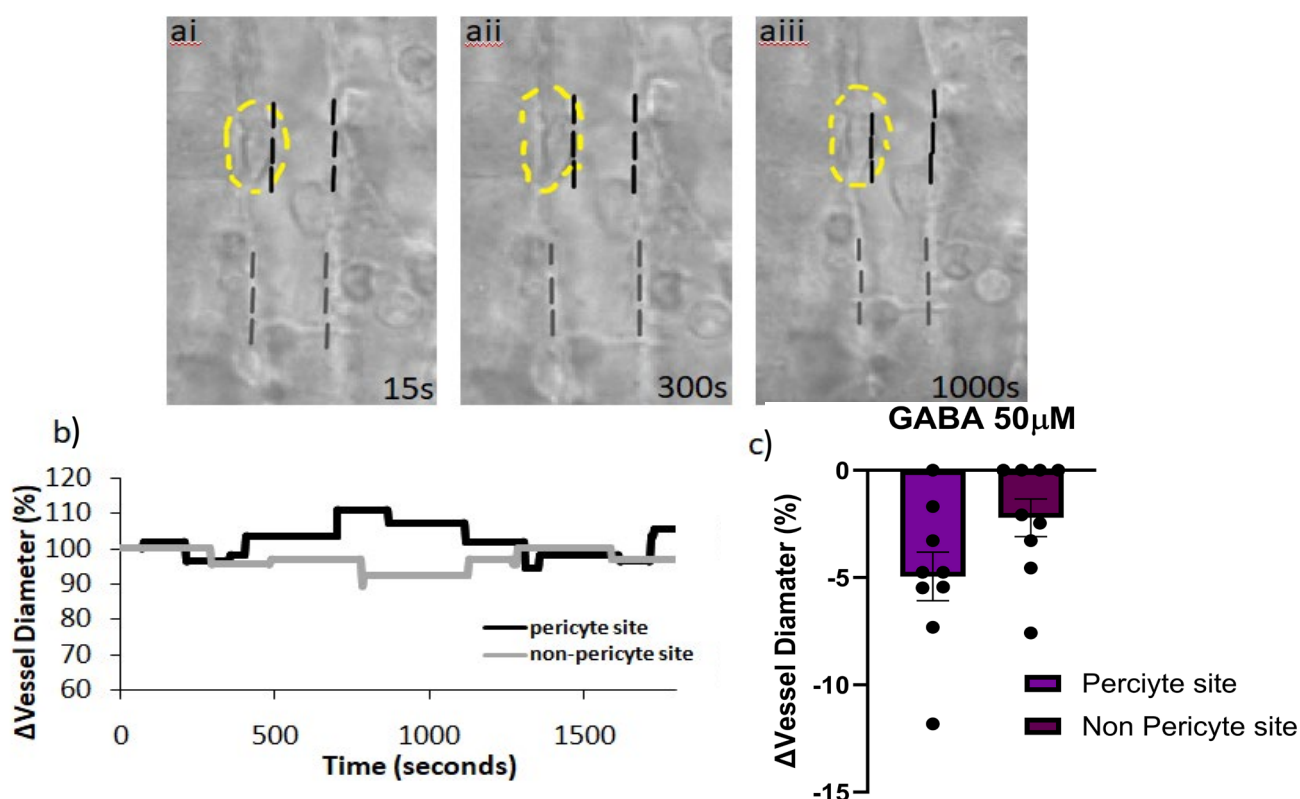 ai
aii
aiii
15s
300s
1000s
b)
ΔVessel Diameter (%)
120
110
100
90
80
70
60
pericyte site
non-pericyte site
0
500
1000
1500
Time (seconds)
c)
GABA 50μM
ΔVessel Diamater (%)
0
-5
-10
-15
Perciyte site
Non Pericyte site